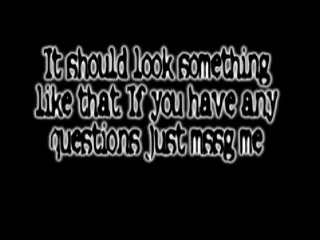 It should look something
like that. If you have any
questions just mssg me